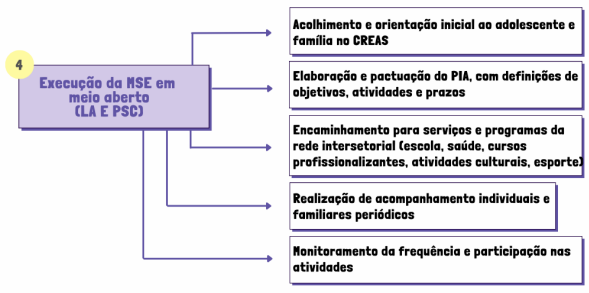 4
Execução da MSE em
meio aberto
(LA E PSC)
Acolhimento e orientação inicial ao adolescente e
família no CREAS
Elaboração e pactuação do PIA, com definições de
objetivos, atividades e prazos
Encaminhamento para serviços e programas da
rede intersetorial (escola, saúde, cursos
profissionalizantes, atividades culturais, esporte)
Realização de acompanhamento individuais e
familiares periódicos
Monitoramento da frequência e participação nas
atividades